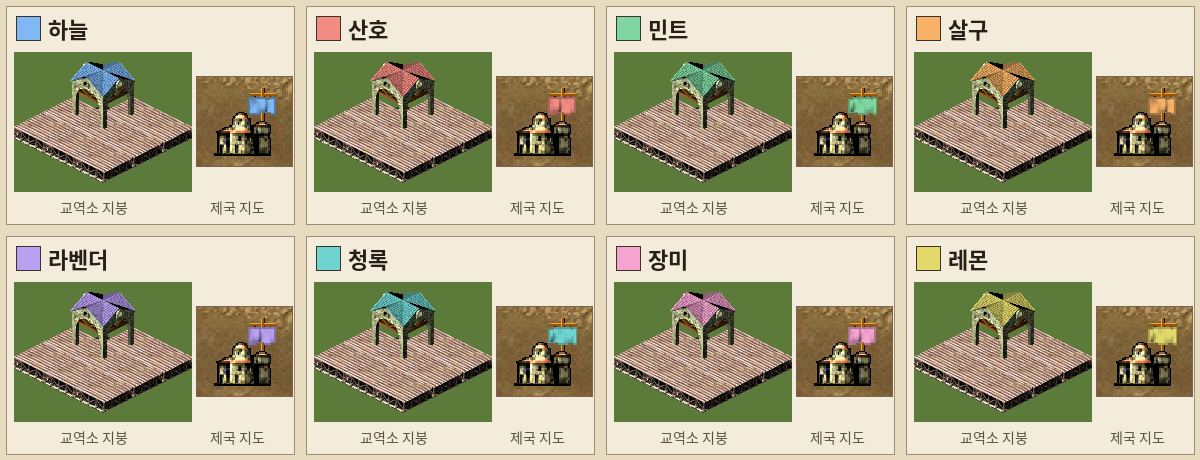 하늘
교역소 지붕
제국 지도
산호
교역소 지붕
제국 지도
민트
교역소 지붕
제국 지도
살구
교역소 지붕
제국 지도
라벤더
교역소 지붕
제국 지도
청록
교역소 지붕
제국 지도
장미
교역소 지붕
제국 지도
레몬
교역소 지붕
제국 지도